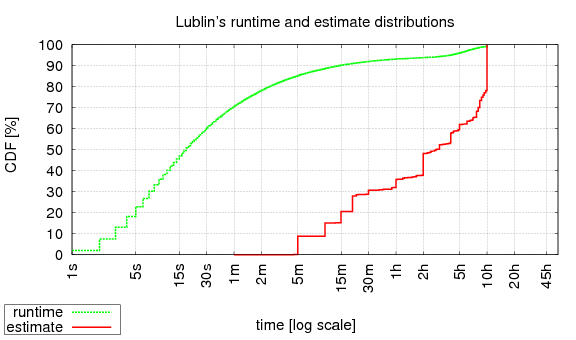 Lublin's runtime and estimate distributions
CDF [%]
100
90
80
70
60
50
40
30
20
10
0
1s
5s
15s
30s
1m
2m
5m
15m
30m
1h
2h
5h
10h
20h
45h
time [log scale]
runtime
estimate